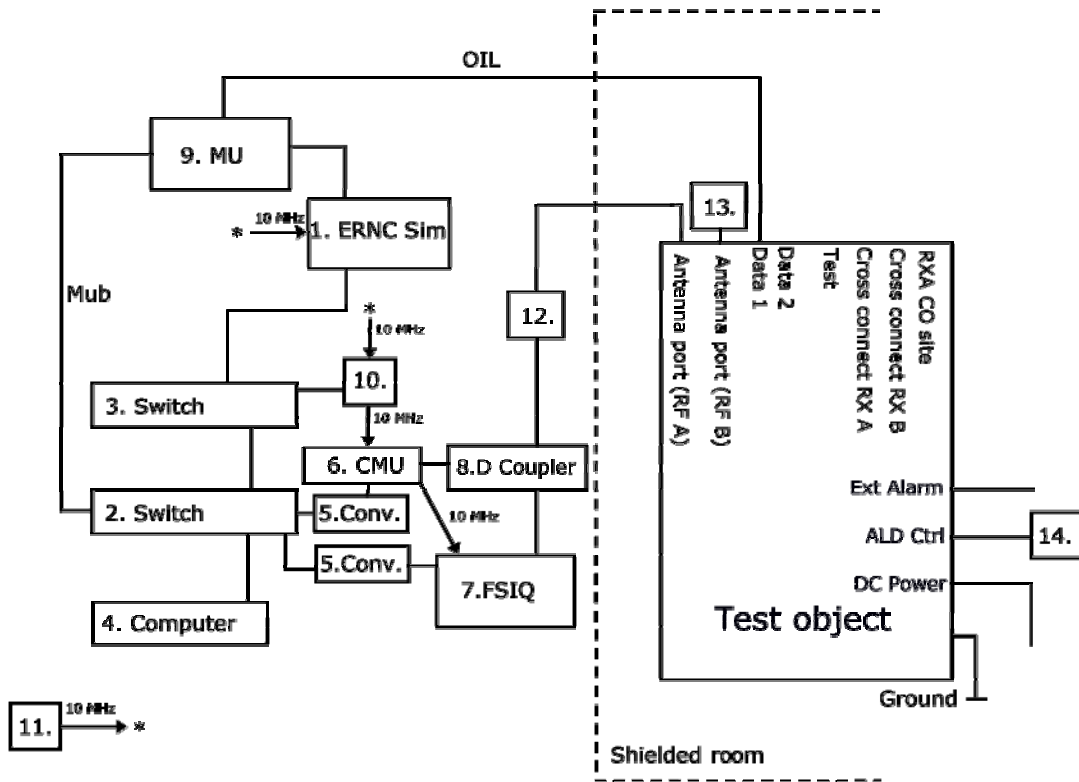 OIL
9. MU
10 MHz
*
1. ERNC Sim
Mub
*
10 MHz
10.
3. Switch
10 MHz
6. CMU
8.D Coupler
2. Switch
5.Conv.
10 MHz
5.Conv.
7.FSIQ
4. Computer
11.
10 MHz
*
12.
13.
Antenna port (RF A)
Antenna port (RF B)
Data 1
Data 2
Test
Cross connect RX A
Cross connect RX B
RXA CO site
Ext Alarm
ALD Ctrl
14.
DC Power
Test object
Ground
Shielded room